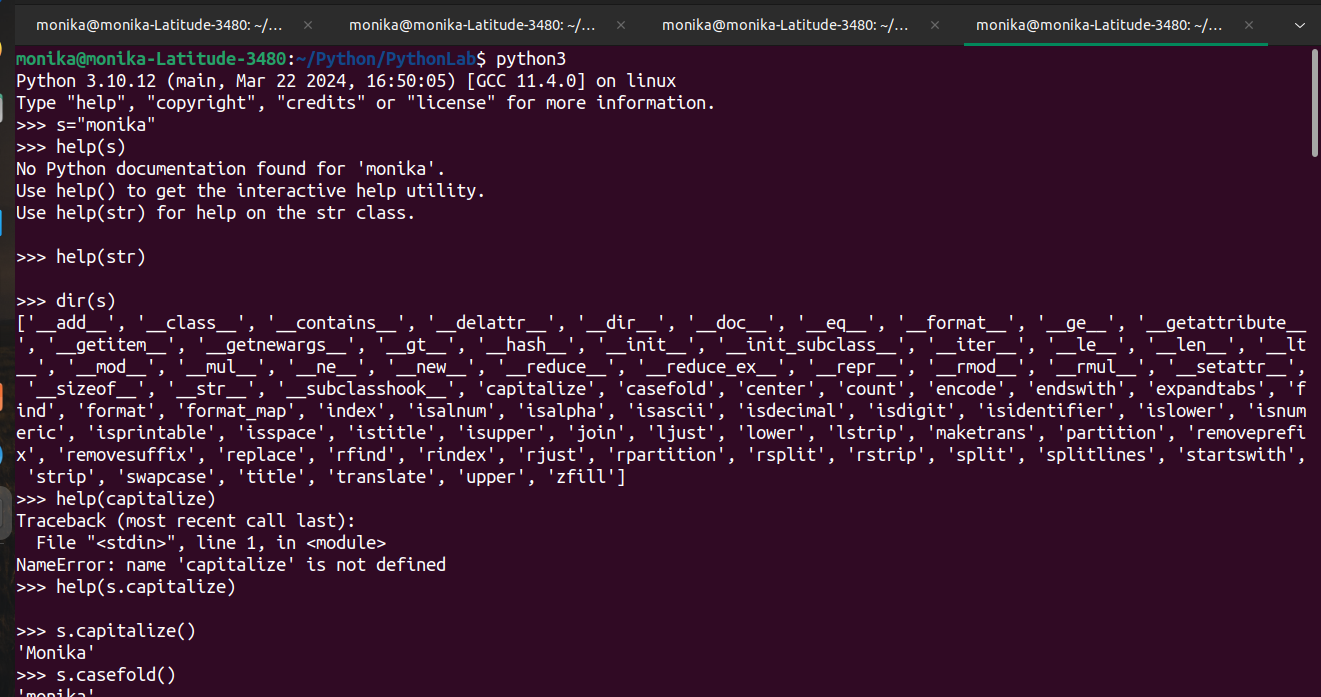 monika@monika-Latitude-3480: ~/... × monika@monika-Latitude-3480: ~/... × monika@monika-Latitude-3480: ~/... × monika@monika-Latitude-3480: ~/... ×
monika@monika-Latitude-3480:~/Python/PythonLab$ python3
Python 3.10.12 (main, Mar 22 2024, 16:50:05) [GCC 11.4.0] on linux
Type "help", "copyright", "credits" or "license" for more information.
>>> s="monika"
>>> help(s)
No Python documentation found for 'monika'.
Use help() to get the interactive help utility.
Use help(str) for help on the str class.
>>> help(str)
>>> dir(s)
['__add__', '__class__', '__contains__', '__delattr__', '__dir__', '__doc__', '__eq__', '__format__', '__ge__', '__getattribute__
', '__getitem__', '__getnewargs__', '__gt__', '__hash__', '__init__', '__init_subclass__', '__iter__', '__le__', '__len__', '__lt
__', '__mod__', '__mul__', '__ne__', '__new__', '__reduce__', '__reduce_ex__', '__repr__', '__rmod__', '__rmul__', '__setattr__',
'__sizeof__', '__str__', '__subclasshook__', 'capitalize', 'casefold', 'center', 'count', 'encode', 'endswith', 'expandtabs', 'f
ind', 'format', 'format_map', 'index', 'isalnum', 'isalpha', 'isascii', 'isdecimal', 'isdigit', 'isidentifier', 'islower', 'isnum
eric', 'isprintable', 'isspace', 'istitle', 'isupper', 'join', 'ljust', 'lower', 'lstrip', 'maketrans', 'partition', 'removeprefi
x', 'removesuffix', 'replace', 'rfind', 'rindex', 'rjust', 'rpartition', 'rsplit', 'rstrip', 'split', 'splitlines', 'startswith',
'strip', 'swapcase', 'title', 'translate', 'upper', 'zfill']
>>> help(capitalize)
Traceback (most recent call last):
  File "<stdin>", line 1, in <module>
NameError: name 'capitalize' is not defined
>>> help(s.capitalize)
>>> s.capitalize()
'Monika'
>>> s.casefold()
'monika'